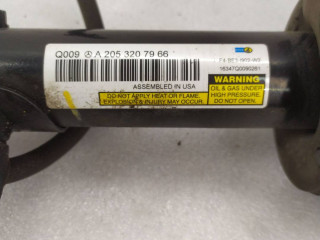 Q009 A 205 320 79 66
ASSEMBLED IN USA
DO NOT APPLY HEAT OR FLAME.
EXPLOSION & INJURY MAY OCCUR.
WARNING
OIL & GAS UNDER
HIGH PRESSURE.
DO NOT OPEN.